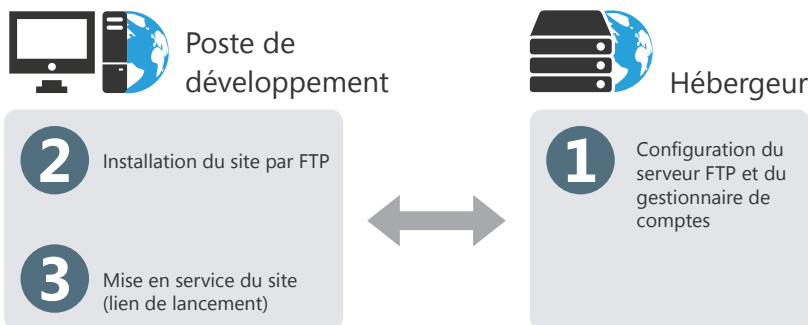 Poste de
développement
Hébergeur
2
Installation du site par FTP
3
Mise en service du site
(lien de lancement)
1
Configuration du
serveur FTP et du
gestionnaire de
comptes